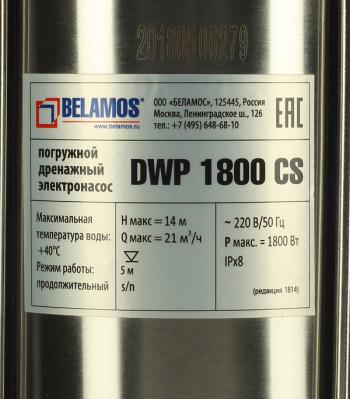 20180506279
BELAMOS®
www.belamos.ru
ООО «БЕЛАМОС», 125445, Россия
Москва, Ленинградское ш., 126
тел.: +7 (495) 648-68-10
EAC
погружной
дренажный
электронасос
DWP 1800 CS
Максимальная
температура воды:
+40°C
Режим работы:
продолжительный
H макс = 14 м
Q макс = 21 м³/ч
5 м
s/n
~ 220 В/50 Гц
P макс. = 1800 Вт
IPx8
(редакция 1814)